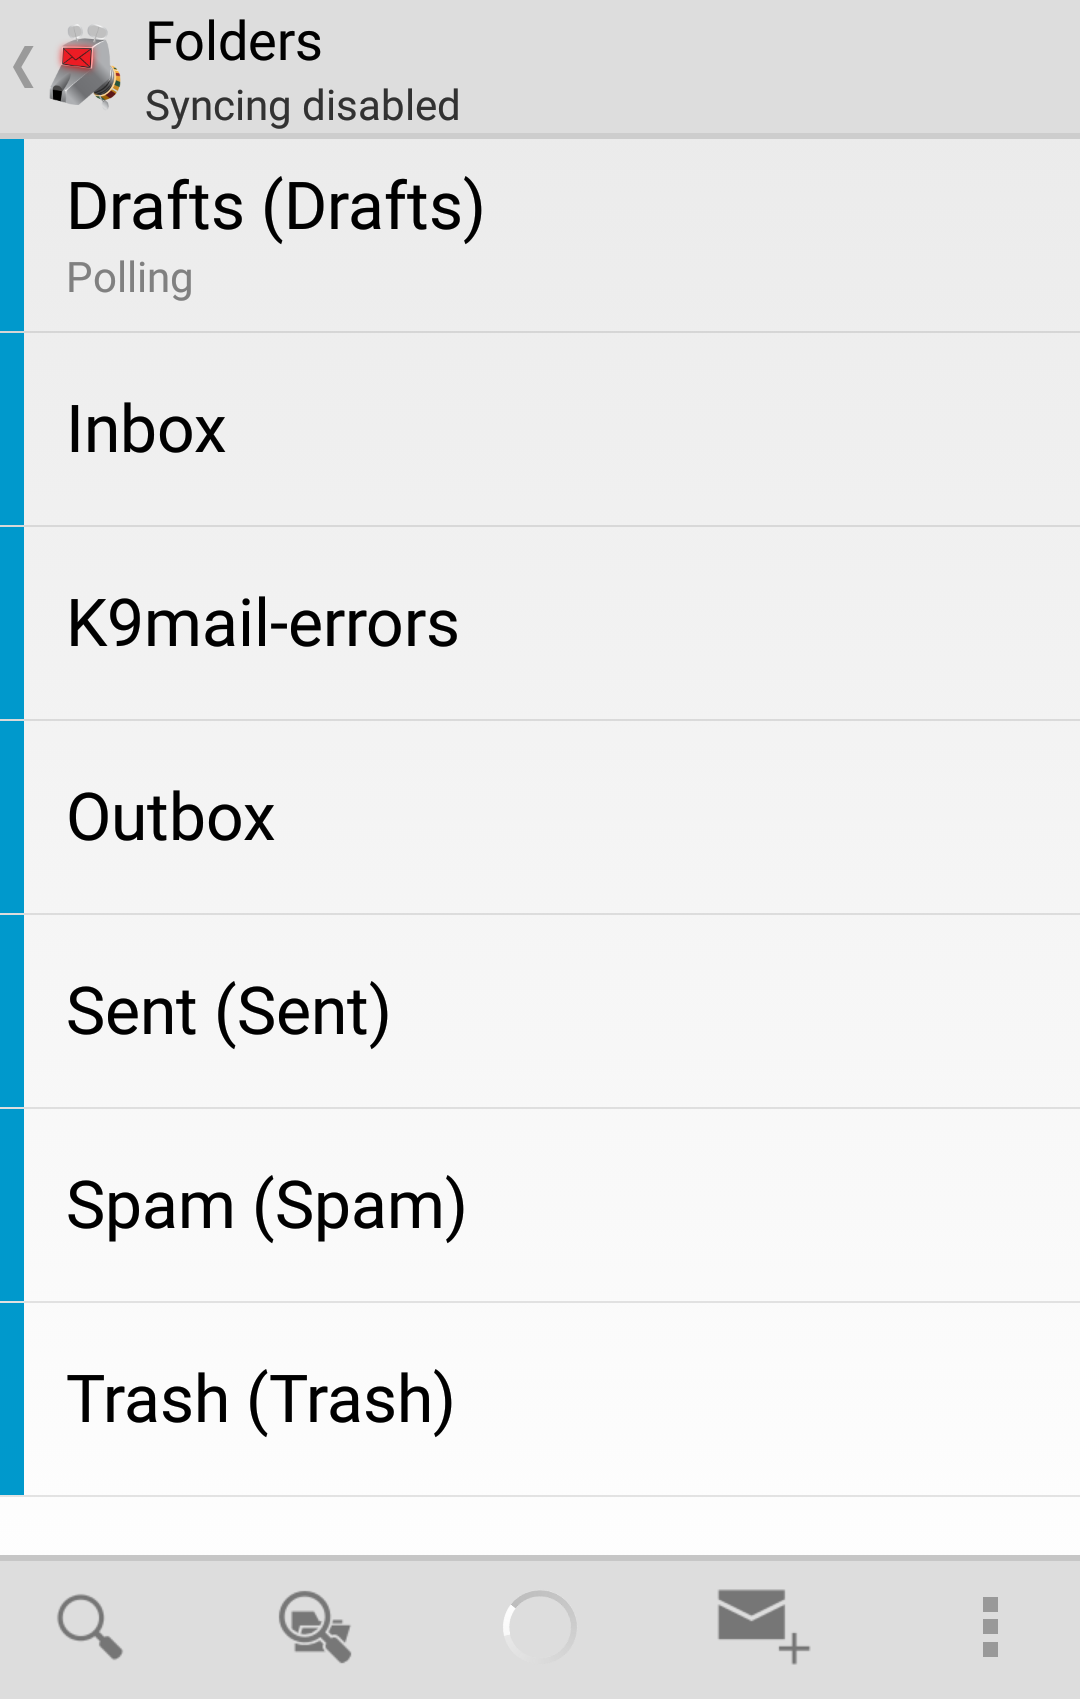 Folders
Syncing disabled
Drafts (Drafts)
Polling
Inbox
K9mail-errors
Outbox
Sent (Sent)
Spam (Spam)
Trash (Trash)